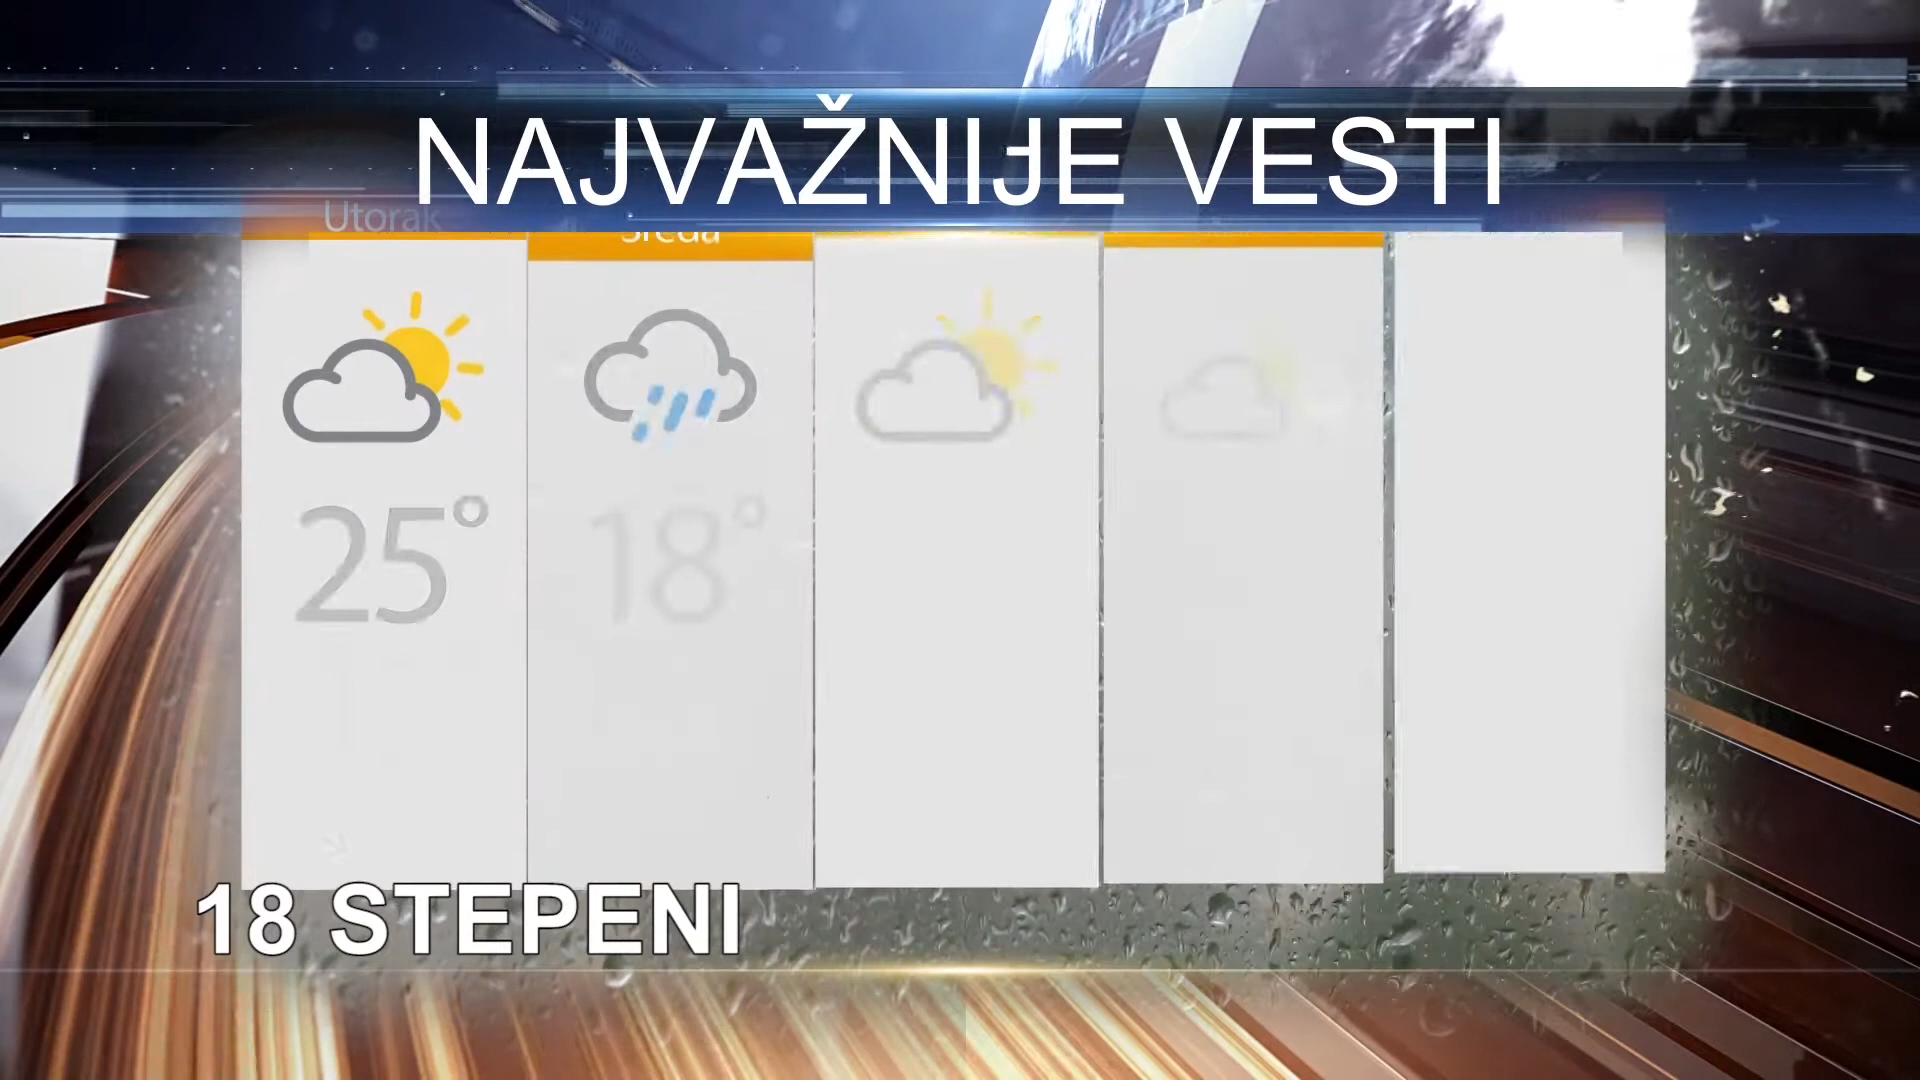 NAJVAŽNIJE VESTI
Utorak
Sreda
25°
18°
18 STEPENI